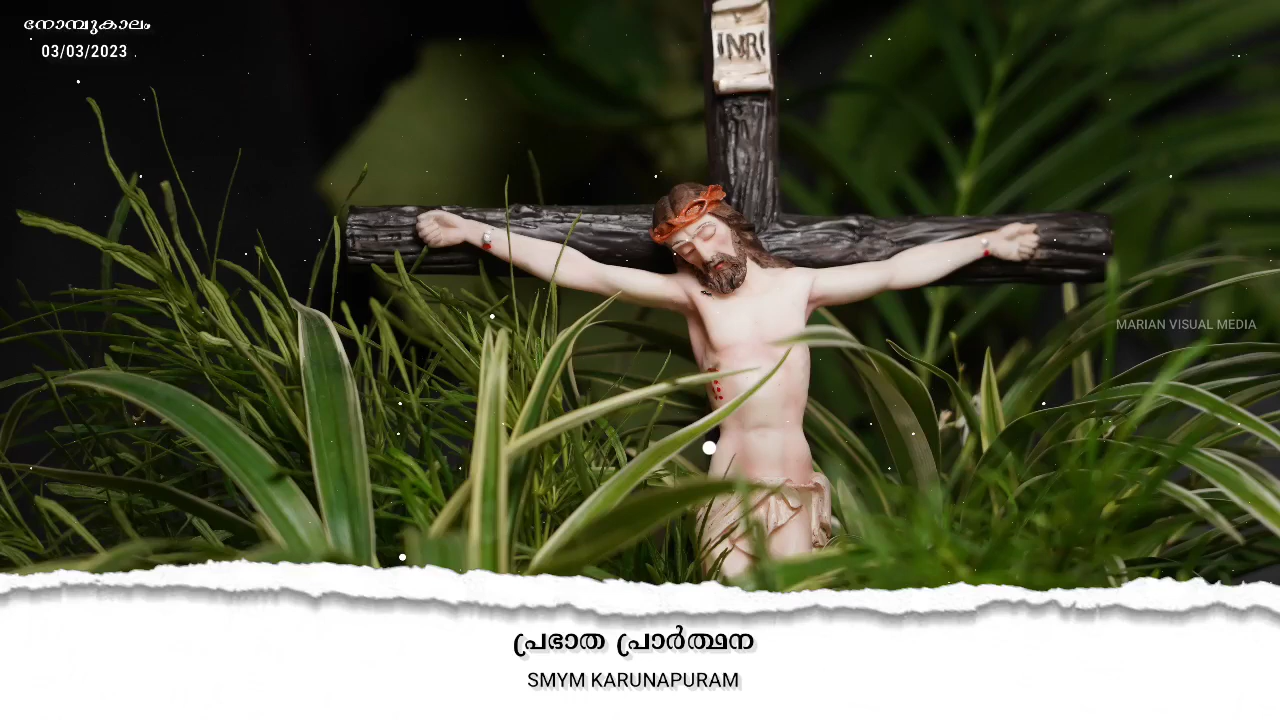 നോമ്പുകാലം
03/03/2023
INRI
MARIAN VISUAL MEDIA
പ്രഭാത പ്രാർത്ഥന
SMYM KARUNAPURAM